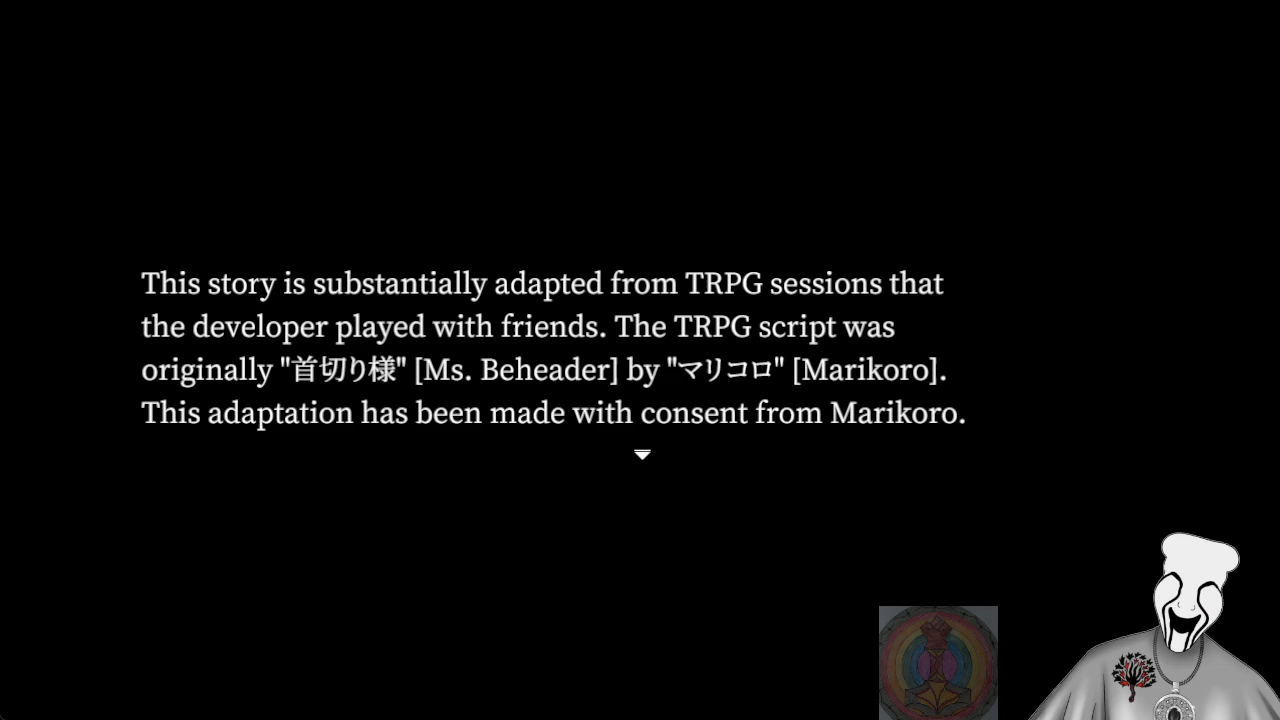 This story is substantially adapted from TRPG sessions that
the developer played with friends. The TRPG script was
originally "首切り様" [Ms. Beheader] by "マリコロ" [Marikoro].
This adaptation has been made with consent from Marikoro.